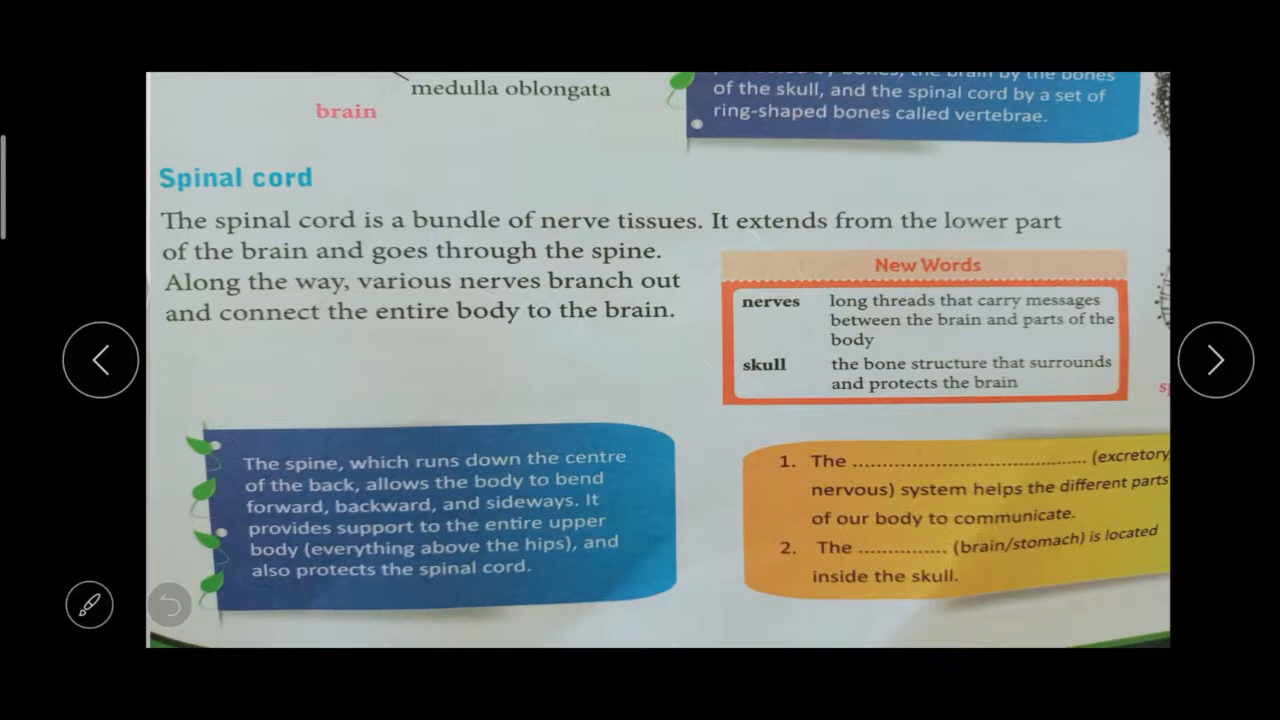 medulla oblongata
brain
of the skull, and the spinal cord by a set of
ring-shaped bones called vertebrae.
Spinal cord
The spinal cord is a bundle of nerve tissues. It extends from the lower part
of the brain and goes through the spine.
Along the way, various nerves branch out
and connect the entire body to the brain.
New Words
nerves long threads that carry messages
between the brain and parts of the
body
skull the bone structure that surrounds
and protects the brain
The spine, which runs down the centre
of the back, allows the body to bend
forward, backward, and sideways. It
provides support to the entire upper
body (everything above the hips), and
also protects the spinal cord.
1. The ........................................ (excretory
nervous) system helps the different parts
of our body to communicate.
2. The ............... (brain/stomach) is located
inside the skull.